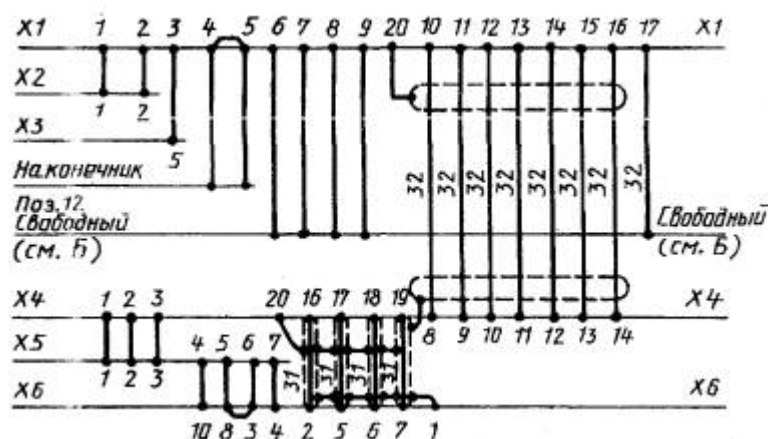 X1 1 2 3 4 5 6 7 8 9 20 10 11 12 13 14 15 16 17 X1
X2
1 2
X3
5
Наконечник
32 32 32 32 32 32 32 32
Поз.12.
Свободный Свободный
(см. Б) (см. Б)
X4 1 2 3 20 16 17 18 19 X4
8 9 10 11 12 13 14
X5 4 5 6 7
1 2 3
31 31 31 31
X6 X6
10 8 3 4 2 5 6 7 1